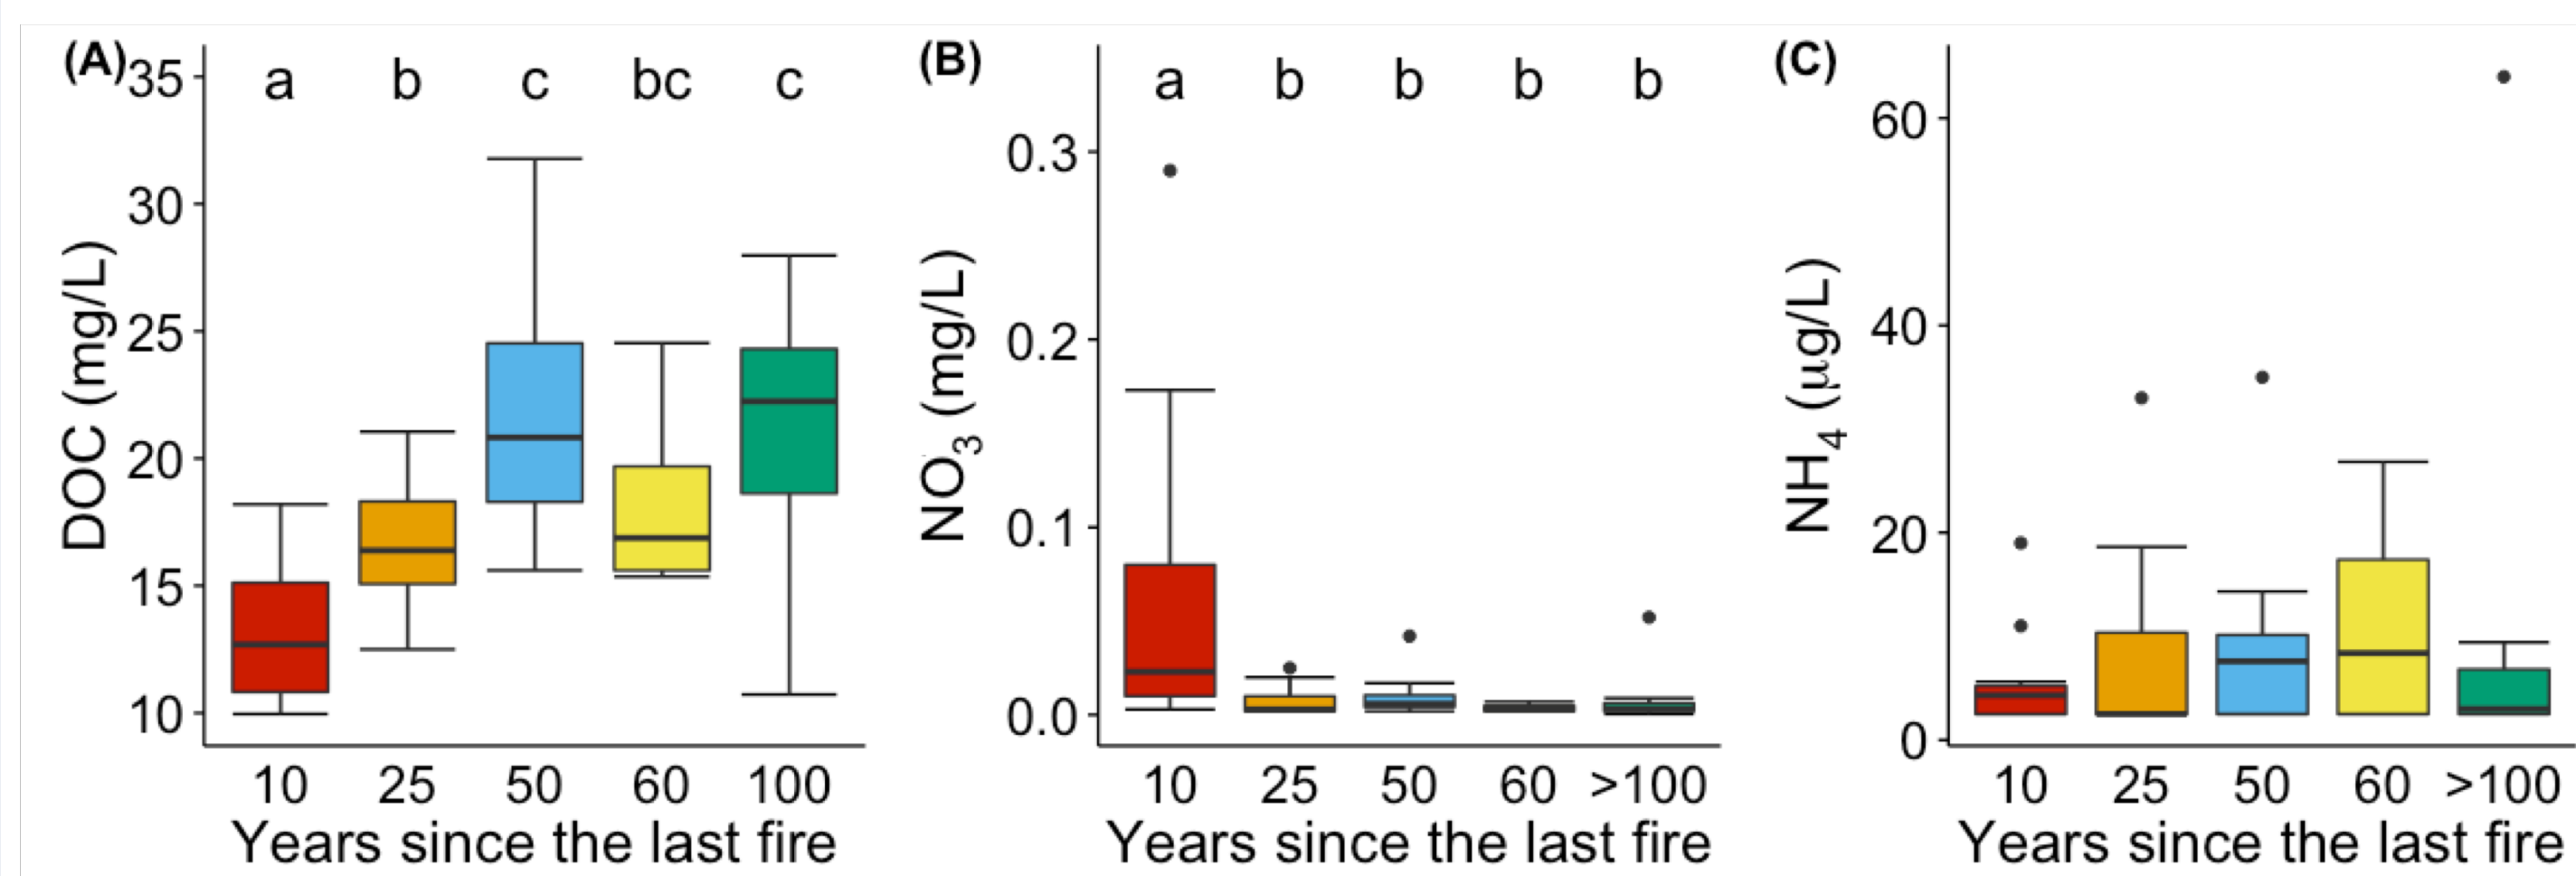 (A)
35
30
25
20
15
10
DOC (mg/L)
a b c bc c
10 25 50 60 100
Years since the last fire
(B)
0.3
0.2
0.1
0.0
NO3 (mg/L)
a b b b b
10 25 50 60 >100
Years since the last fire
(C)
60
40
20
0
NH4 (μg/L)
10 25 50 60 >100
Years since the last fire